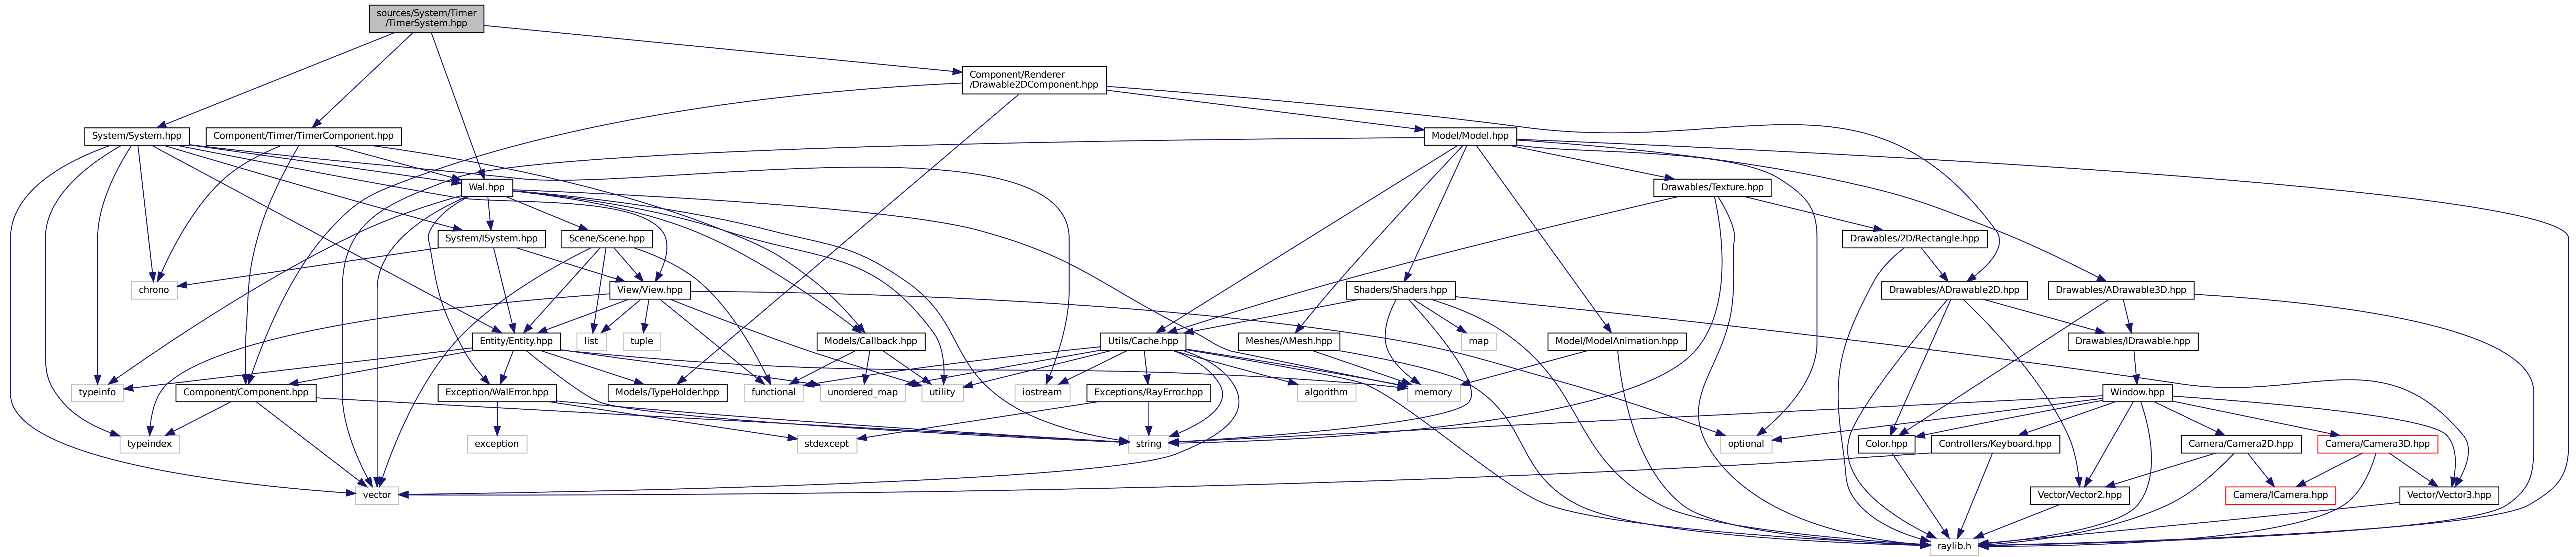 sources/System/Timer
/TimerSystem.hpp
Component/Renderer
/Drawable2DComponent.hpp
System/System.hpp
Component/Timer/TimerComponent.hpp
Model/Model.hpp
Wal.hpp
Drawables/Texture.hpp
System/ISystem.hpp
Scene/Scene.hpp
Drawables/2D/Rectangle.hpp
chrono
View/View.hpp
Shaders/Shaders.hpp
Drawables/ADrawable2D.hpp
Drawables/ADrawable3D.hpp
Entity/Entity.hpp
list
tuple
Models/Callback.hpp
Utils/Cache.hpp
Meshes/AMesh.hpp
map
Model/ModelAnimation.hpp
Drawables/IDrawable.hpp
typeinfo
Component/Component.hpp
Exception/WalError.hpp
Models/TypeHolder.hpp
functional
unordered_map
utility
iostream
Exceptions/RayError.hpp
algorithm
memory
Window.hpp
typeindex
exception
stdexcept
string
optional
Color.hpp
Controllers/Keyboard.hpp
Camera/Camera2D.hpp
Camera/Camera3D.hpp
vector
Vector/Vector2.hpp
Camera/ICamera.hpp
Vector/Vector3.hpp
raylib.h